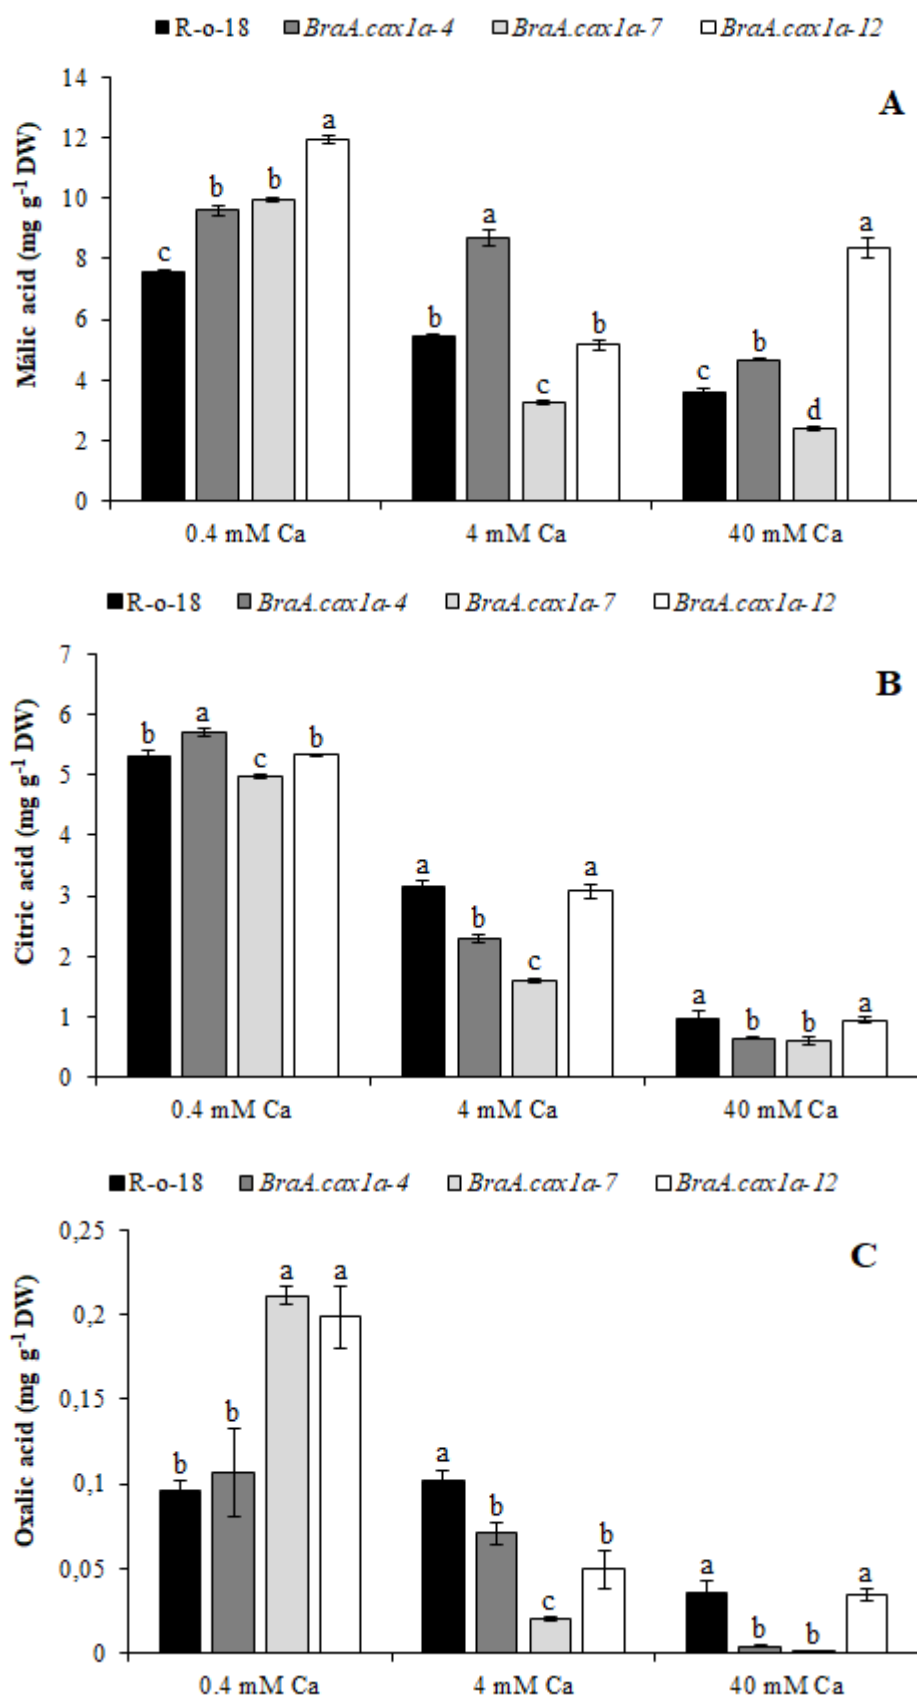 R-o-18 BraA.cax1a-4 BraA.cax1a-7 BraA.cax1a-12
A
Málic acid (mg g-1 DW)
14
12
10
8
6
4
2
0
c b b a
b a c b
c b d a
0.4 mM Ca 4 mM Ca 40 mM Ca
R-o-18 BraA.cax1a-4 BraA.cax1a-7 BraA.cax1a-12
B
Citric acid (mg g-1 DW)
7
6
5
4
3
2
1
0
b a c b
a b c a
a b b a
0.4 mM Ca 4 mM Ca 40 mM Ca
R-o-18 BraA.cax1a-4 BraA.cax1a-7 BraA.cax1a-12
C
Oxalic acid (mg g-1 DW)
0,25
0,2
0,15
0,1
0,05
0
b b a a
a b c b
a b b a
0.4 mM Ca 4 mM Ca 40 mM Ca